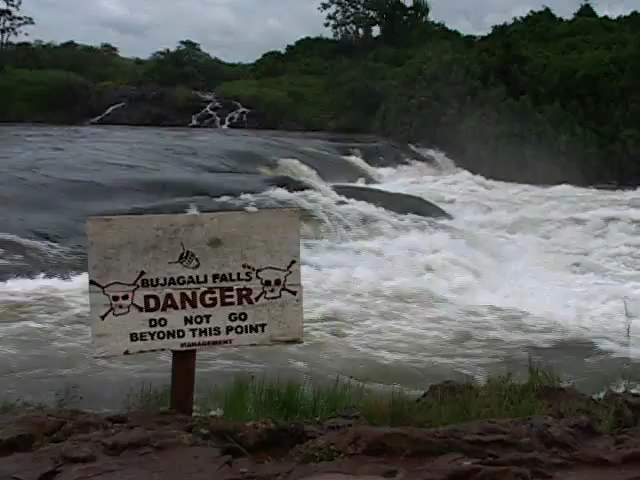 BUJAGALI FALLS
DANGER
DO NOT GO
BEYOND THIS POINT
MANAGEMENT